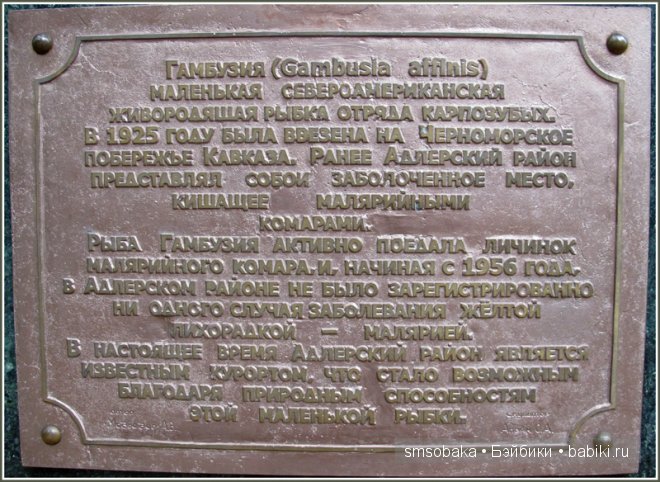 Гамбузия (Gambusia affinis)
маленькая североамериканская
живородящая рыбка отряда карпозубых.
В 1925 году была ввезена на Черноморское
побережье Кавказа. Ранее Адлерский район
представлял собой заболоченное место,
кишащее малярийными
комарами.
Рыба Гамбузия активно поедала личинок
малярийного комара и, начиная с 1956 года,
в Адлерском районе не было зарегистрированно
ни одного случая заболевания жёлтой
лихорадкой — малярией.
В настоящее время Адлерский район является
известным курортом, что стало возможным
благодаря природным способностям
этой маленькой рыбки.
smsobaka • Бэйбики • babiki.ru